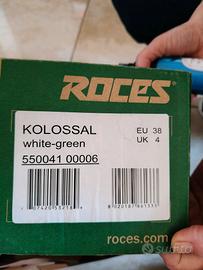 ROCES
KOLOSSAL
white-green
550041 00006
EU 38
UK 4
roces.com
Subito